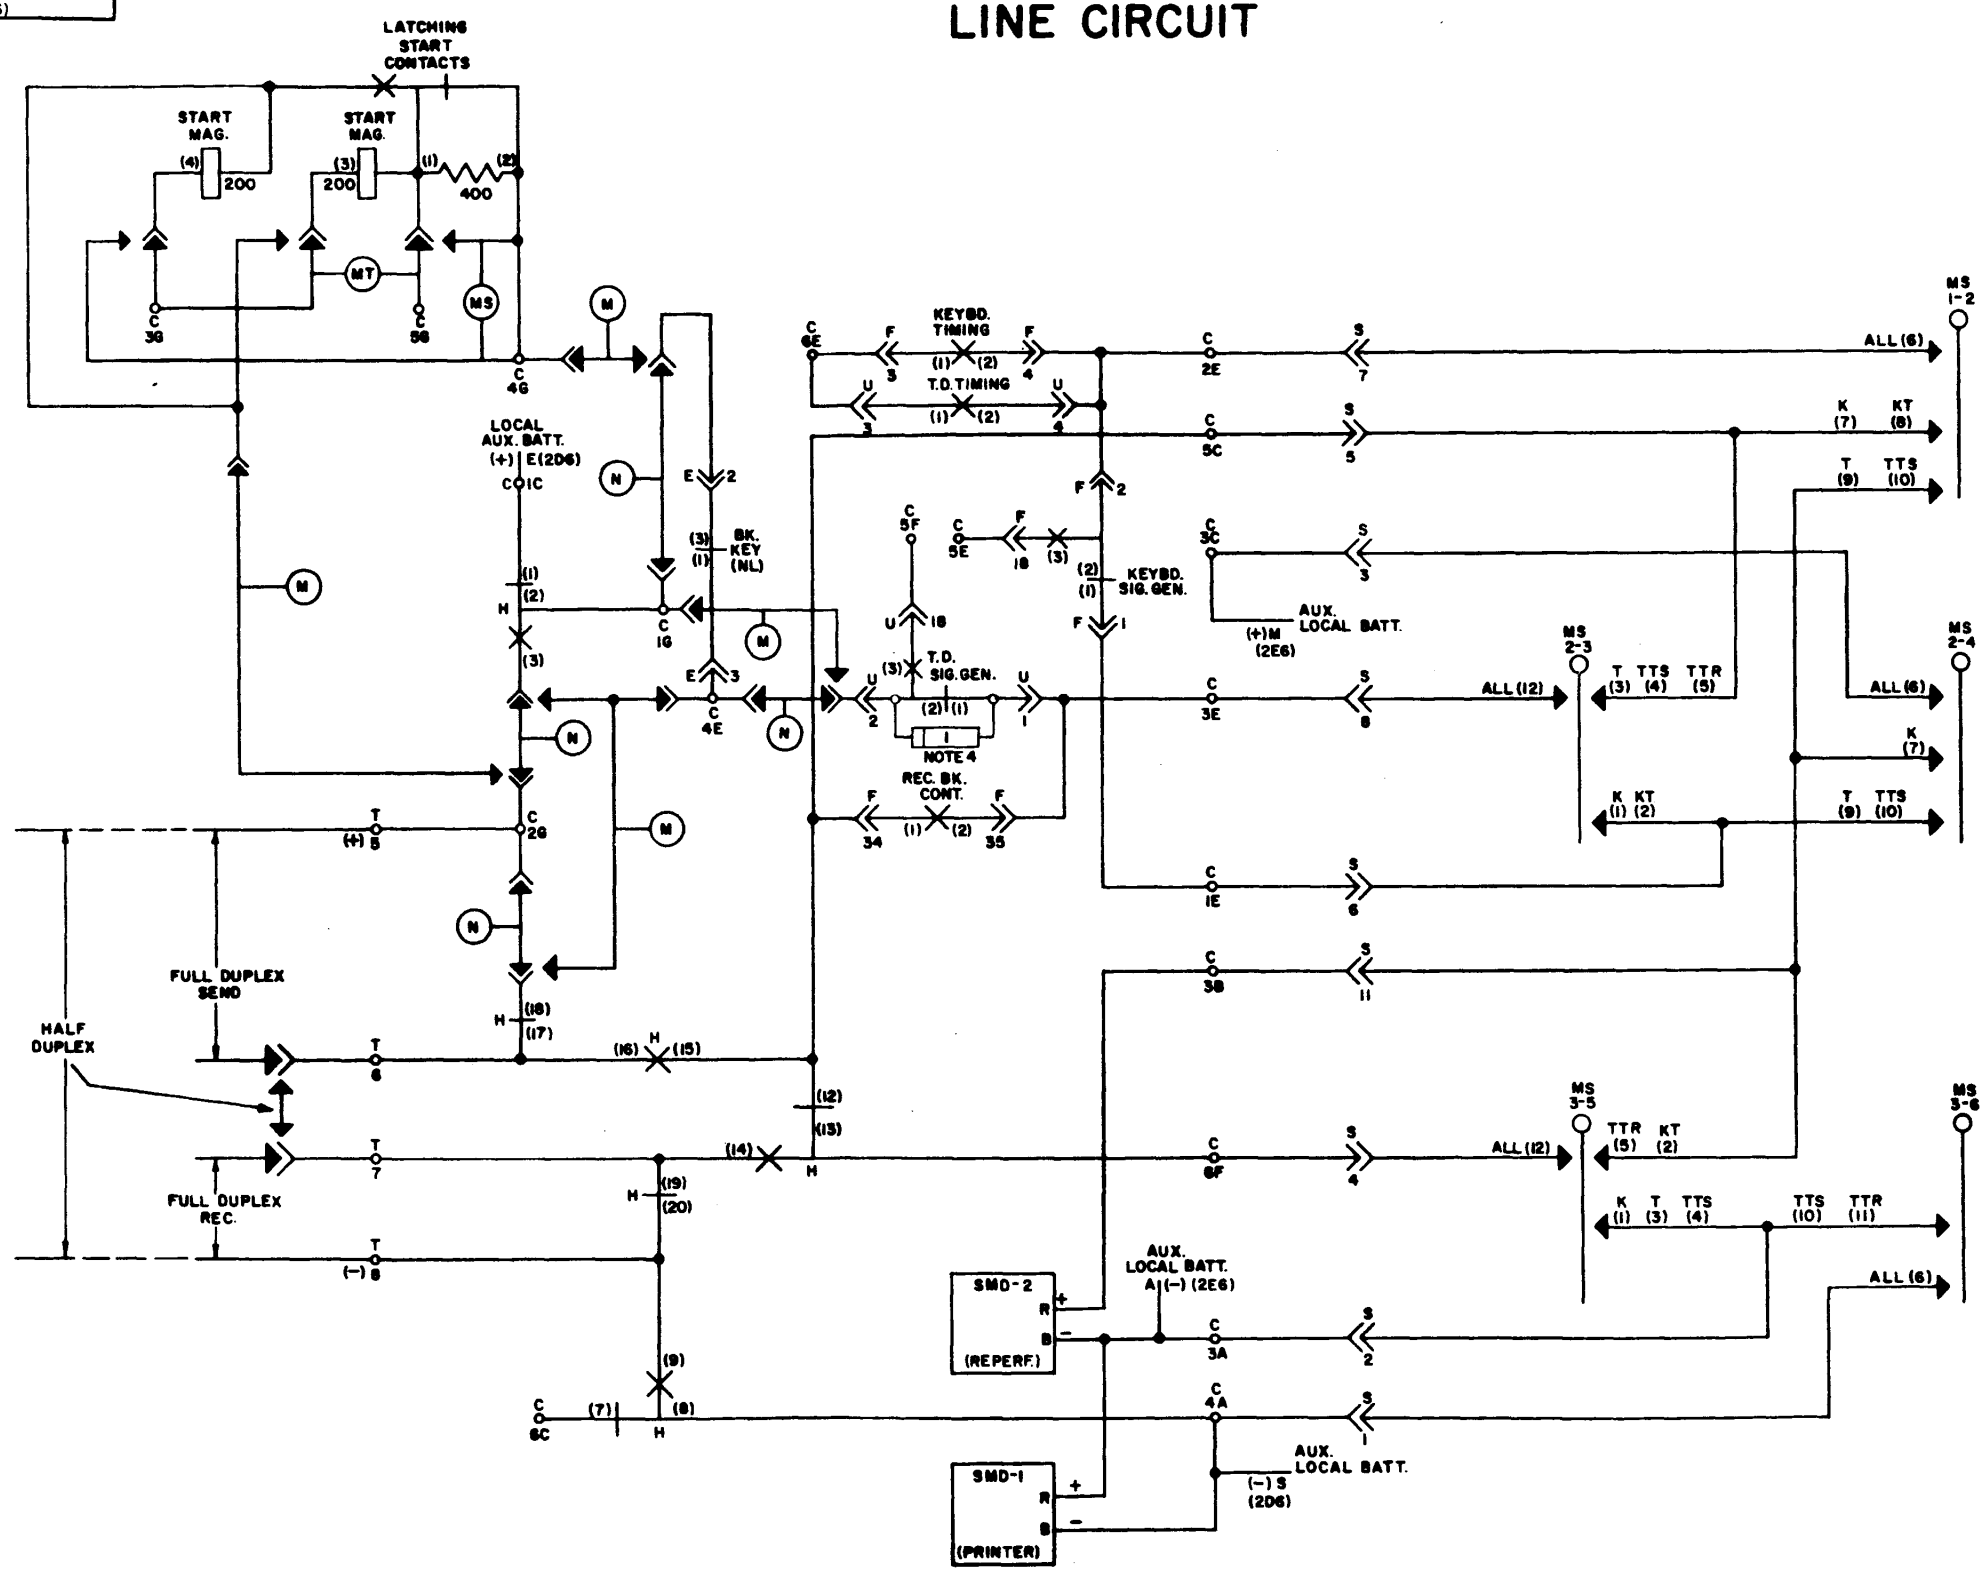 LINE CIRCUIT
LATCHING
START
CONTACTS
START
MAG.
START
MAG.
(4)
200
(3)
200
(1)
(2)
400
MT
MS
M
C
3G
C
5G
C
4G
LOCAL
AUX. BATT.
(+) E(2D6)
C 1C
N
E 2
(3) BK.
(1) KEY
(NL)
(1)
(2)
H
(3)
C
1G
M
M
E 3
C
4E
N
N
M
T
(+) 5
C
2G
N
C
6E
F
3
KEYBD.
TIMING
(1) (2)
F
4
U
3
T.D. TIMING
(1) (2)
U
4
C
2E
S
7
C
5C
S
5
F 2
C
5F
C
5E
F
18
(3)
(2) KEYBD.
(1) SIG. GEN.
F 1
C
3C
S
3
AUX.
LOCAL BATT.
(+)M
(2E6)
U 18
(3) T.D.
SIG. GEN.
U
2
(2) (1)
U
1
1
NOTE 4
C
3E
S
8
REC. BK.
CONT.
F
34
(1) (2)
F
35
C
1E
S
6
C
3B
S
11
MS
1-2
ALL (6)
K KT
(7) (8)
T TTS
(9) (10)
MS
2-3
ALL (12)
T TTS TTR
(3) (4) (5)
K KT
(1) (2)
MS
2-4
ALL (6)
K
(7)
T TTS
(9) (10)
FULL DUPLEX
SEND
HALF
DUPLEX
H (18)
(17)
T
6
H
(16) (15)
(12)
(13)
T
7
(14)
H
C
6F
S
4
H (19)
(20)
FULL DUPLEX
REC.
T
(-) 8
MS
3-5
ALL (12)
TTR KT
(5) (2)
K T TTS
(1) (3) (4)
TTS TTR
(10) (11)
MS
3-6
ALL (6)
AUX.
LOCAL BATT.
A (-) (2E6)
SMD-2
R +
B -
(REPERF.)
C
3A
S
2
(9)
C
6C
(7)
(8)
H
C
4A
S
1
AUX.
LOCAL BATT.
(-) S
(2D6)
SMD-1
R +
B -
(PRINTER)